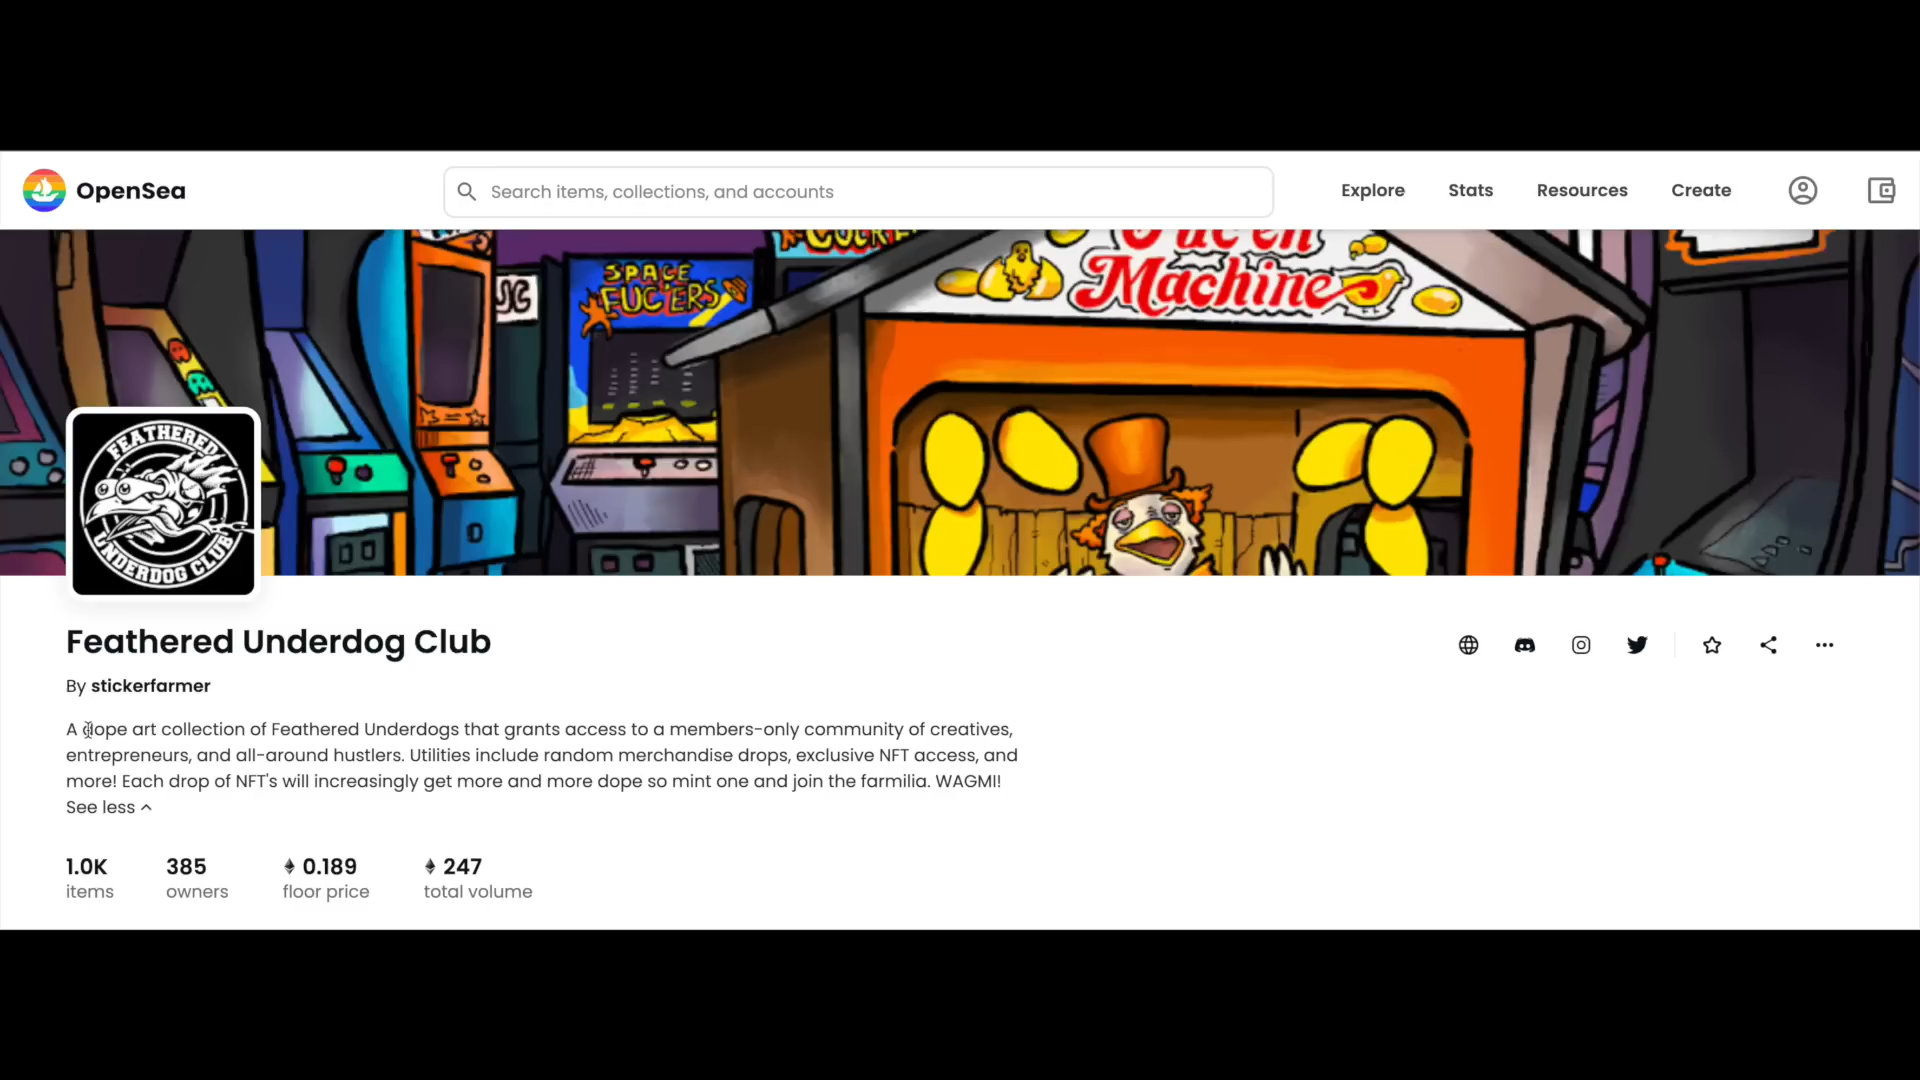 OpenSea
Search items, collections, and accounts
Explore
Stats
Resources
Create
SPACE
FUC'ERS
Machine
FEATHERED
UNDERDOG CLUB
Feathered Underdog Club
By stickerfarmer
A dope art collection of Feathered Underdogs that grants access to a members-only community of creatives,
entrepreneurs, and all-around hustlers. Utilities include random merchandise drops, exclusive NFT access, and
more! Each drop of NFT's will increasingly get more and more dope so mint one and join the farmilia. WAGMI!
See less
1.0K
items
385
owners
0.189
floor price
247
total volume